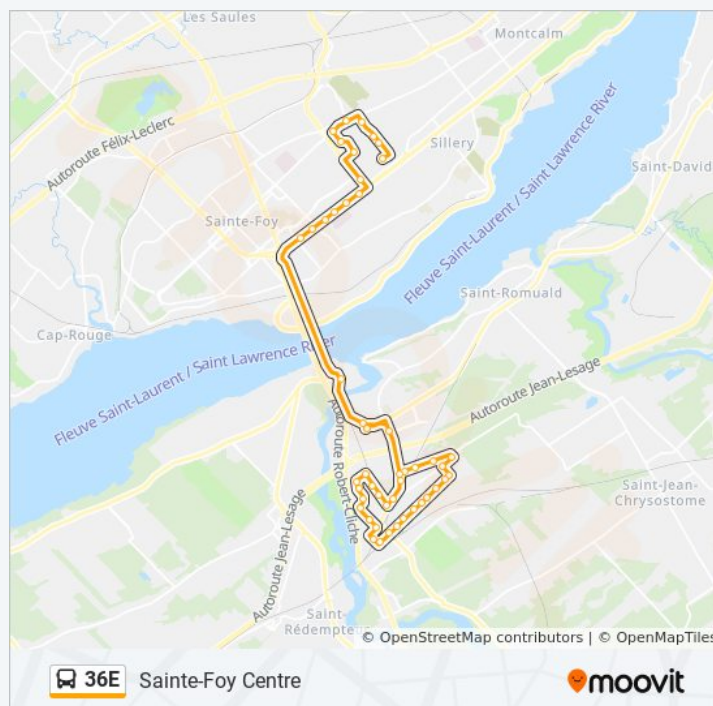 Les Saules
Montcalm
Autoroute Félix-Leclerc
Sillery
Saint-David
Sainte-Foy
Fleuve Saint-Laurent / Saint Lawrence River
Saint-Romuald
Cap-Rouge
Fleuve Saint-Laurent / Saint Lawrence River
Autoroute Jean-Lesage
Autoroute Robert-Cliche
Saint-Jean-
Chrysostome
Autoroute Jean-Lesage
Saint-
Rédempte
© OpenStreetMap contributors | © OpenMapTiles
36E Sainte-Foy Centre
moovit